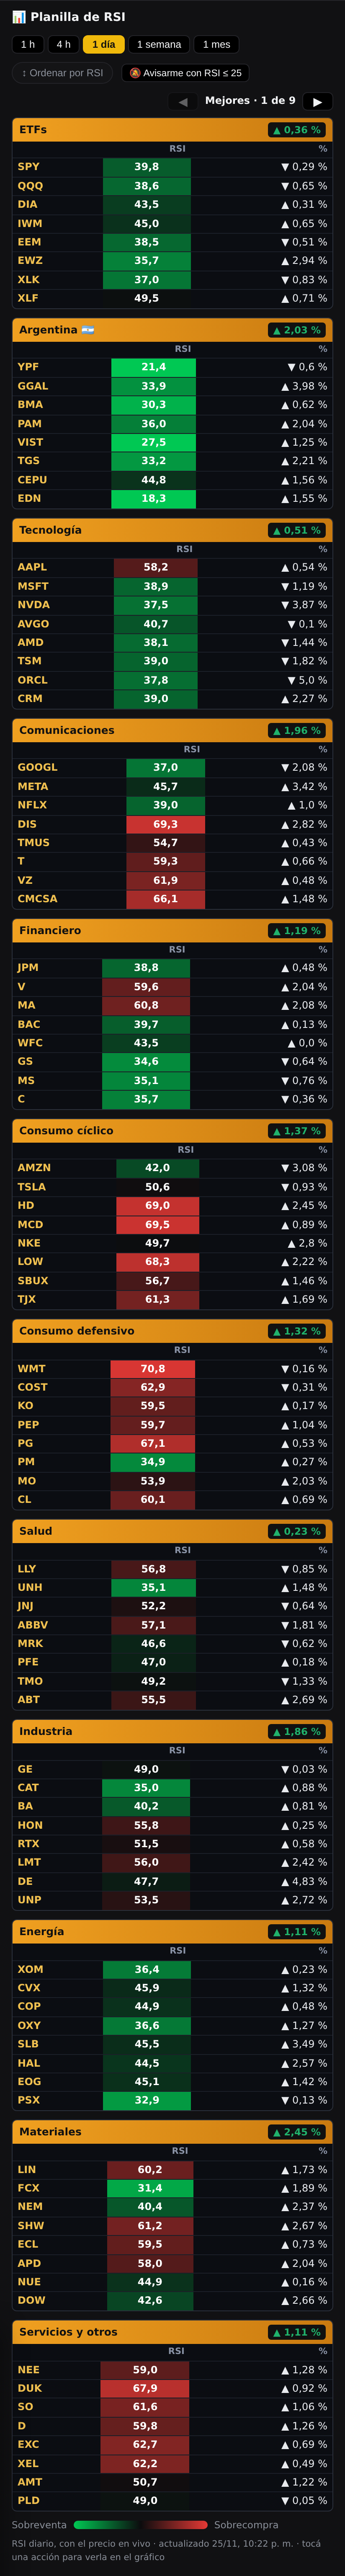 📊 Planilla de RSI
1 h 4 h 1 día 1 semana 1 mes
↕ Ordenar por RSI 🔕 Avisarme con RSI ≤ 25
◀ Mejores · 1 de 9 ▶
ETFs ▲ 0,36 %
RSI %
SPY 39,8 ▼ 0,29 %
QQQ 38,6 ▼ 0,65 %
DIA 43,5 ▲ 0,31 %
IWM 45,0 ▲ 0,65 %
EEM 38,5 ▼ 0,51 %
EWZ 35,7 ▲ 2,94 %
XLK 37,0 ▼ 0,83 %
XLF 49,5 ▲ 0,71 %
Argentina 🇦🇷 ▲ 2,03 %
RSI %
YPF 21,4 ▼ 0,6 %
GGAL 33,9 ▲ 3,98 %
BMA 30,3 ▲ 0,62 %
PAM 36,0 ▲ 2,04 %
VIST 27,5 ▲ 1,25 %
TGS 33,2 ▲ 2,21 %
CEPU 44,8 ▲ 1,56 %
EDN 18,3 ▲ 1,55 %
Tecnología ▲ 0,51 %
RSI %
AAPL 58,2 ▲ 0,54 %
MSFT 38,9 ▼ 1,19 %
NVDA 37,5 ▼ 3,87 %
AVGO 40,7 ▼ 0,1 %
AMD 38,1 ▼ 1,44 %
TSM 39,0 ▼ 1,82 %
ORCL 37,8 ▼ 5,0 %
CRM 39,0 ▲ 2,27 %
Comunicaciones ▲ 1,96 %
RSI %
GOOGL 37,0 ▼ 2,08 %
META 45,7 ▲ 3,42 %
NFLX 39,0 ▲ 1,0 %
DIS 69,3 ▲ 2,82 %
TMUS 54,7 ▲ 0,43 %
T 59,3 ▲ 0,66 %
VZ 61,9 ▲ 0,48 %
CMCSA 66,1 ▲ 1,48 %
Financiero ▲ 1,19 %
RSI %
JPM 38,8 ▲ 0,48 %
V 59,6 ▲ 2,04 %
MA 60,8 ▲ 2,08 %
BAC 39,7 ▲ 0,13 %
WFC 43,5 ▲ 0,0 %
GS 34,6 ▼ 0,64 %
MS 35,1 ▼ 0,76 %
C 35,7 ▼ 0,36 %
Consumo cíclico ▲ 1,37 %
RSI %
AMZN 42,0 ▼ 3,08 %
TSLA 50,6 ▼ 0,93 %
HD 69,0 ▲ 2,45 %
MCD 69,5 ▲ 0,89 %
NKE 49,7 ▲ 2,8 %
LOW 68,3 ▲ 2,22 %
SBUX 56,7 ▲ 1,46 %
TJX 61,3 ▲ 1,69 %
Consumo defensivo ▲ 1,32 %
RSI %
WMT 70,8 ▼ 0,16 %
COST 62,9 ▼ 0,31 %
KO 59,5 ▲ 0,17 %
PEP 59,7 ▲ 1,04 %
PG 67,1 ▲ 0,53 %
PM 34,9 ▲ 0,27 %
MO 53,9 ▲ 2,03 %
CL 60,1 ▲ 0,69 %
Salud ▲ 0,23 %
RSI %
LLY 56,8 ▼ 0,85 %
UNH 35,1 ▲ 1,48 %
JNJ 52,2 ▼ 0,64 %
ABBV 57,1 ▼ 1,81 %
MRK 46,6 ▼ 0,62 %
PFE 47,0 ▲ 0,18 %
TMO 49,2 ▼ 1,33 %
ABT 55,5 ▲ 2,69 %
Industria ▲ 1,86 %
RSI %
GE 49,0 ▼ 0,03 %
CAT 35,0 ▲ 0,88 %
BA 40,2 ▲ 0,81 %
HON 55,8 ▲ 0,25 %
RTX 51,5 ▲ 0,58 %
LMT 56,0 ▲ 2,42 %
DE 47,7 ▲ 4,83 %
UNP 53,5 ▲ 2,72 %
Energía ▲ 1,11 %
RSI %
XOM 36,4 ▲ 0,23 %
CVX 45,9 ▲ 1,32 %
COP 44,9 ▲ 0,48 %
OXY 36,6 ▲ 1,27 %
SLB 45,5 ▲ 3,49 %
HAL 44,5 ▲ 2,57 %
EOG 45,1 ▲ 1,42 %
PSX 32,9 ▼ 0,13 %
Materiales ▲ 2,45 %
RSI %
LIN 60,2 ▲ 1,73 %
FCX 31,4 ▲ 1,89 %
NEM 40,4 ▲ 2,37 %
SHW 61,2 ▲ 2,67 %
ECL 59,5 ▲ 0,73 %
APD 58,0 ▲ 2,04 %
NUE 44,9 ▲ 0,16 %
DOW 42,6 ▲ 2,66 %
Servicios y otros ▲ 1,11 %
RSI %
NEE 59,0 ▲ 1,28 %
DUK 67,9 ▲ 0,92 %
SO 61,6 ▲ 1,06 %
D 59,8 ▲ 1,26 %
EXC 62,7 ▲ 0,69 %
XEL 62,2 ▲ 0,49 %
AMT 50,7 ▲ 1,22 %
PLD 49,0 ▼ 0,05 %
Sobreventa Sobrecompra
RSI diario, con el precio en vivo · actualizado 25/11, 10:22 p. m. · tocá
una acción para verla en el gráfico